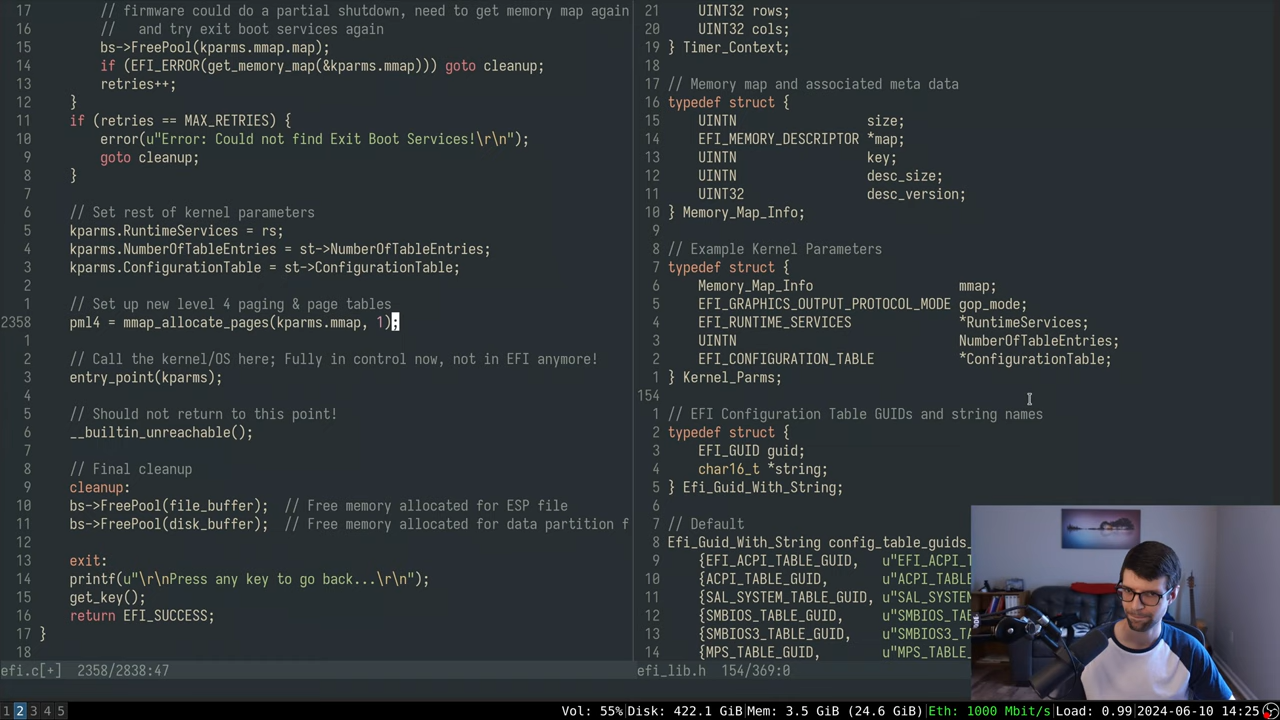 17         // firmware could do a partial shutdown, need to get memory map again
16         //   and try exit boot services again
15         bs->FreePool(kparms.mmap.map);
14         if (EFI_ERROR(get_memory_map(&kparms.mmap))) goto cleanup;
13         retries++;
12     }
11     if (retries == MAX_RETRIES) {
10         error(u"Error: Could not find Exit Boot Services!\r\n");
9         goto cleanup;
8     }
7
6     // Set rest of kernel parameters
5     kparms.RuntimeServices = rs;
4     kparms.NumberOfTableEntries = st->NumberOfTableEntries;
3     kparms.ConfigurationTable = st->ConfigurationTable;
2
1     // Set up new level 4 paging & page tables
2358     pml4 = mmap_allocate_pages(kparms.mmap, 1);
1
2     // Call the kernel/OS here; Fully in control now, not in EFI anymore!
3     entry_point(kparms);
4
5     // Should not return to this point!
6     __builtin_unreachable();
7
8     // Final cleanup
9     cleanup:
10     bs->FreePool(file_buffer);  // Free memory allocated for ESP file
11     bs->FreePool(disk_buffer);  // Free memory allocated for data partition f
12
13     exit:
14     printf(u"\r\nPress any key to go back...\r\n");
15     get_key();
16     return EFI_SUCCESS;
17 }
18
efi.c[+]  2358/2838:47
21     UINT32 rows;
20     UINT32 cols;
19 } Timer_Context;
18
17 // Memory map and associated meta data
16 typedef struct {
15     UINTN                 size;
14     EFI_MEMORY_DESCRIPTOR *map;
13     UINTN                 key;
12     UINTN                 desc_size;
11     UINT32                desc_version;
10 } Memory_Map_Info;
9
8 // Example Kernel Parameters
7 typedef struct {
6     Memory_Map_Info                   mmap;
5     EFI_GRAPHICS_OUTPUT_PROTOCOL_MODE gop_mode;
4     EFI_RUNTIME_SERVICES              *RuntimeServices;
3     UINTN                             NumberOfTableEntries;
2     EFI_CONFIGURATION_TABLE           *ConfigurationTable;
1 } Kernel_Parms;
154
1 // EFI Configuration Table GUIDs and string names
2 typedef struct {
3     EFI_GUID guid;
4     char16_t *string;
5 } Efi_Guid_With_String;
6
7 // Default
8 Efi_Guid_With_String config_table_guids_
9     {EFI_ACPI_TABLE_GUID,    u"EFI_ACPI_T
10     {ACPI_TABLE_GUID,        u"ACPI_TABLE
11     {SAL_SYSTEM_TABLE_GUID,  u"SAL_SYSTEM
12     {SMBIOS_TABLE_GUID,      u"SMBIOS_TAB
13     {SMBIOS3_TABLE_GUID,     u"SMBIOS3_TA
14     {MPS_TABLE_GUID,         u"MPS_TABLE_
efi_lib.h  154/369:0
1 2 3 4 5
Vol: 55%|Disk: 422.1 GiB|Mem: 3.5 GiB (24.6 GiB)|Eth: 1000 Mbit/s|Load: 0.99|2024-06-10 14:25